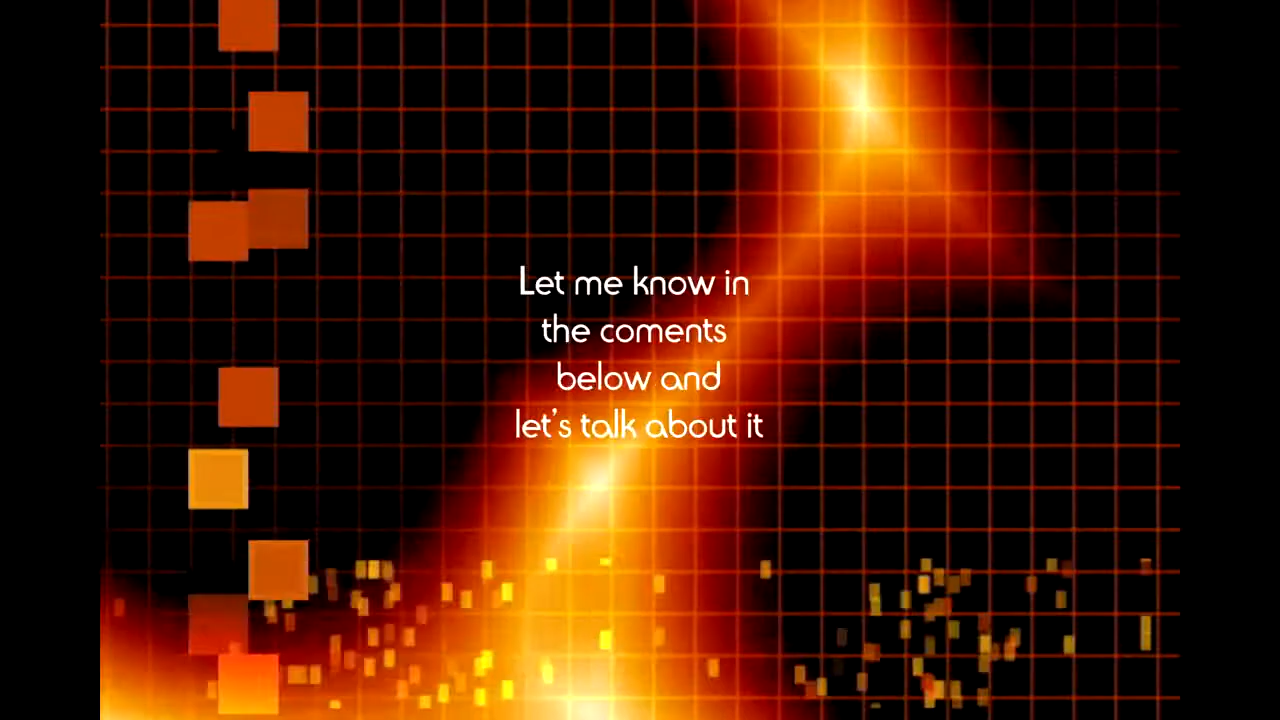 Let me know in
the coments
below and
let's talk about it